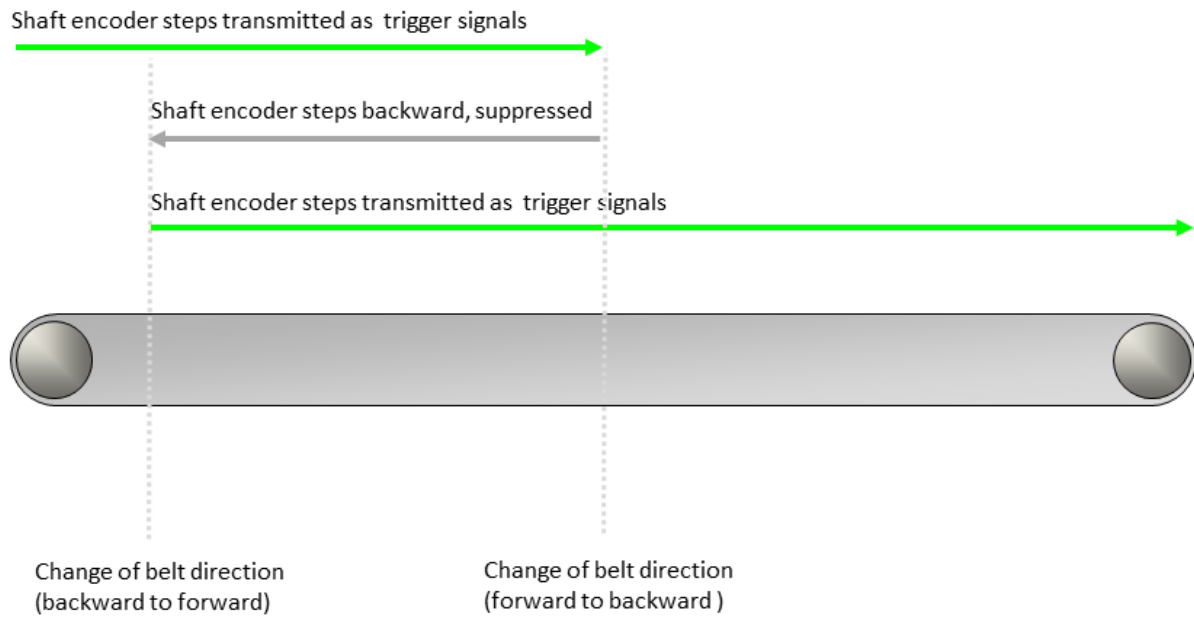 Shaft encoder steps transmitted as  trigger signals
Shaft encoder steps backward, suppressed
Shaft encoder steps transmitted as  trigger signals
Change of belt direction
(backward to forward)
Change of belt direction
(forward to backward )